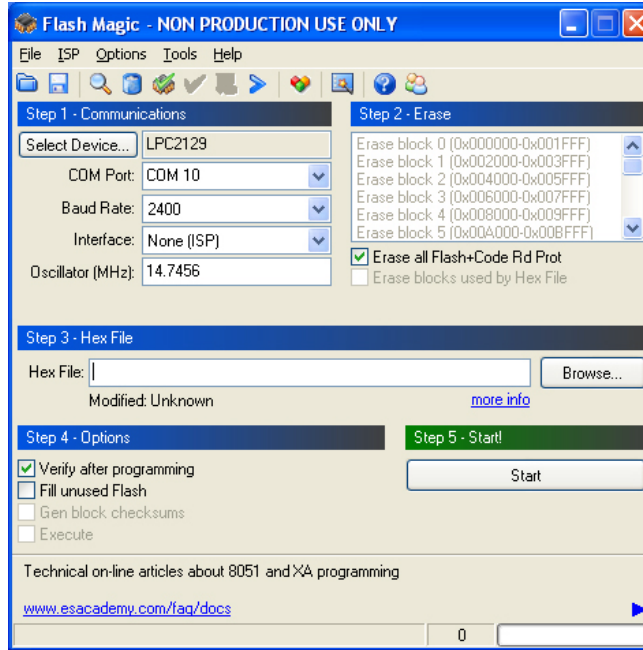 Flash Magic - NON PRODUCTION USE ONLY
File ISP Options Tools Help
Step 1 - Communications
Select Device... LPC2129
COM Port: COM 10
Baud Rate: 2400
Interface: None (ISP)
Oscillator (MHz): 14.7456
Step 2 - Erase
Erase block 0 (0x000000-0x001FFF)
Erase block 1 (0x002000-0x003FFF)
Erase block 2 (0x004000-0x005FFF)
Erase block 3 (0x006000-0x007FFF)
Erase block 4 (0x008000-0x009FFF)
Erase block 5 (0x00A000-0x00BFFF)
Erase all Flash+Code Rd Prot
Erase blocks used by Hex File
Step 3 - Hex File
Hex File: Browse...
Modified: Unknown more info
Step 4 - Options
Verify after programming
Fill unused Flash
Gen block checksums
Execute
Step 5 - Start!
Start
Technical on-line articles about 8051 and XA programming
www.esacademy.com/faq/docs
0